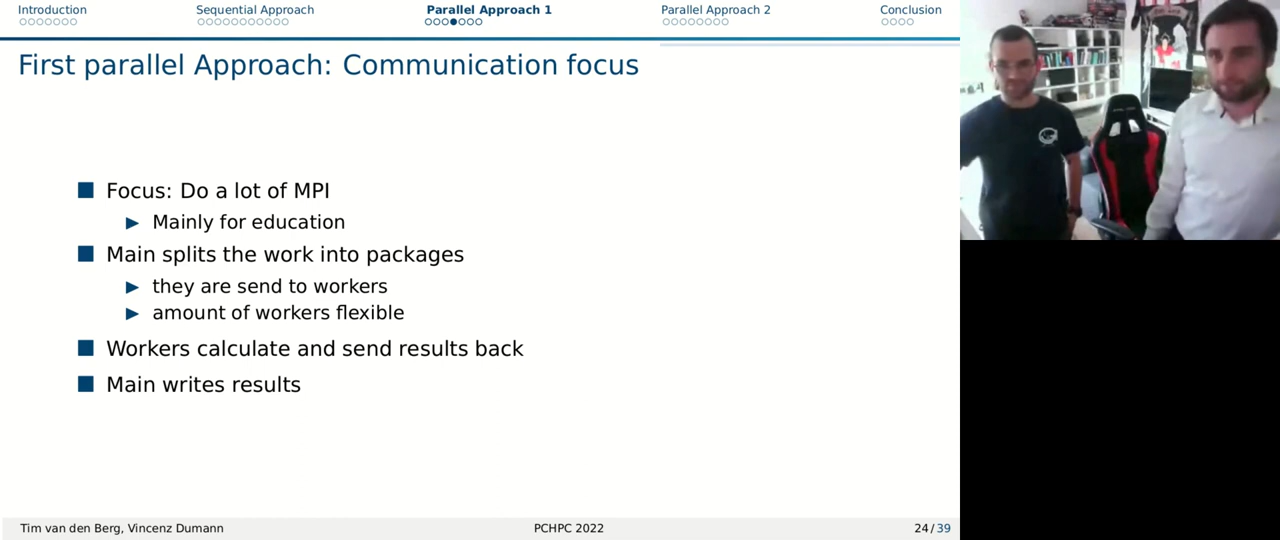 Introduction
Sequential Approach
Parallel Approach 1
Parallel Approach 2
Conclusion
First parallel Approach: Communication focus
Focus: Do a lot of MPI
Mainly for education
Main splits the work into packages
they are send to workers
amount of workers flexible
Workers calculate and send results back
Main writes results
Tim van den Berg, Vincenz Dumann
PCHPC 2022
24/39